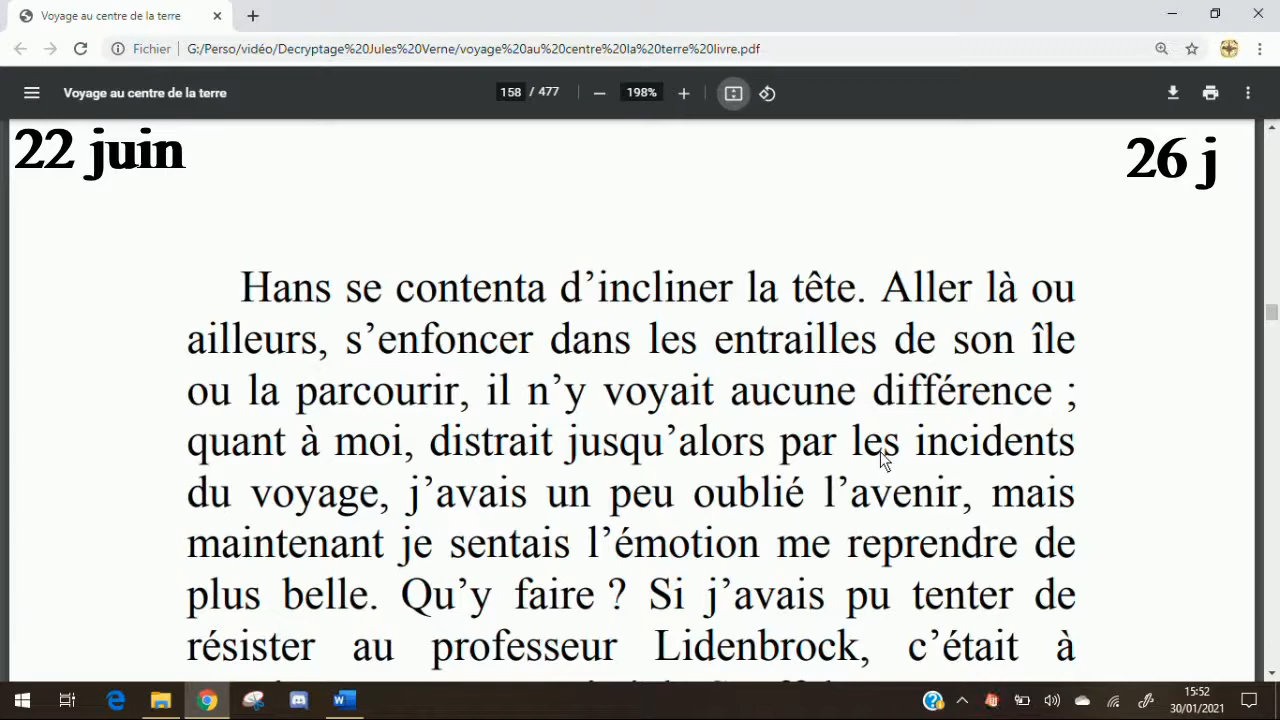 Voyage au centre de la terre
Fichier G:/Perso/vidéo/Decryptage%20Jules%20Verne/voyage%20au%20centre%20la%20terre%20livre.pdf
Voyage au centre de la terre 158 / 477 198%
22 juin 26 j
Hans se contenta d’incliner la tête. Aller là ou
ailleurs, s’enfoncer dans les entrailles de son île
ou la parcourir, il n’y voyait aucune différence ;
quant à moi, distrait jusqu’alors par les incidents
du voyage, j’avais un peu oublié l’avenir, mais
maintenant je sentais l’émotion me reprendre de
plus belle. Qu’y faire ? Si j’avais pu tenter de
résister au professeur Lidenbrock, c’était à
15:52
30/01/2021